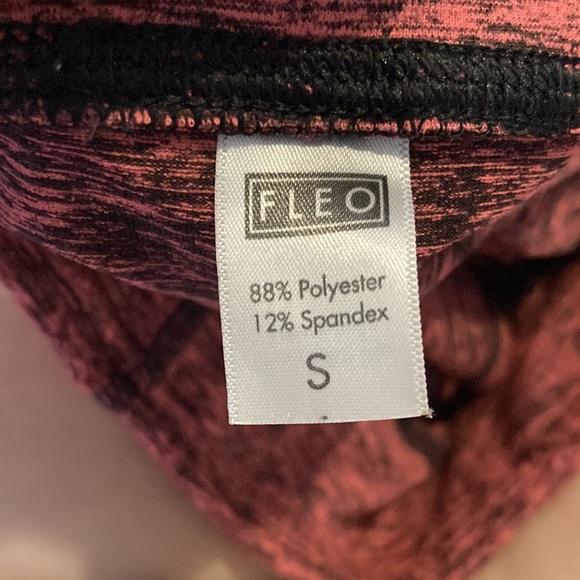 FLEO
88% Polyester
12% Spandex
S